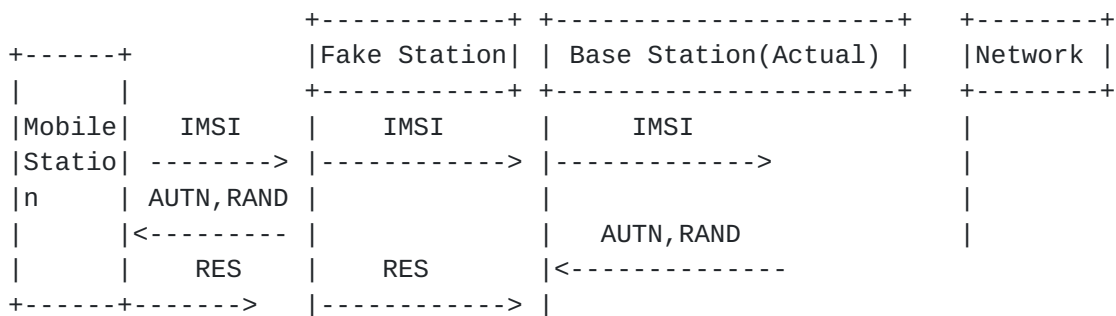 Fake Station Base Station(Actual) Network
Mobile IMSI IMSI IMSI
Statio
n AUTN,RAND
AUTN,RAND
RES RES